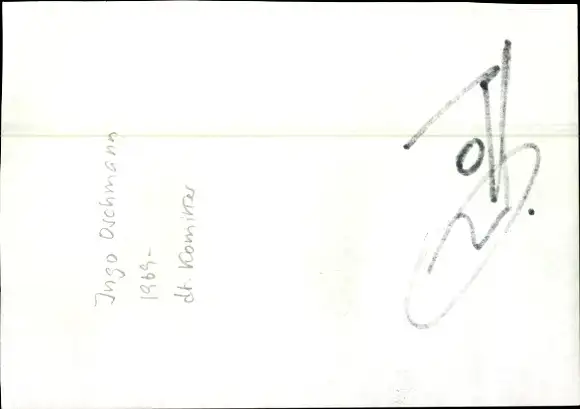 Ingo Oschmann
1969-
dt. Komiker